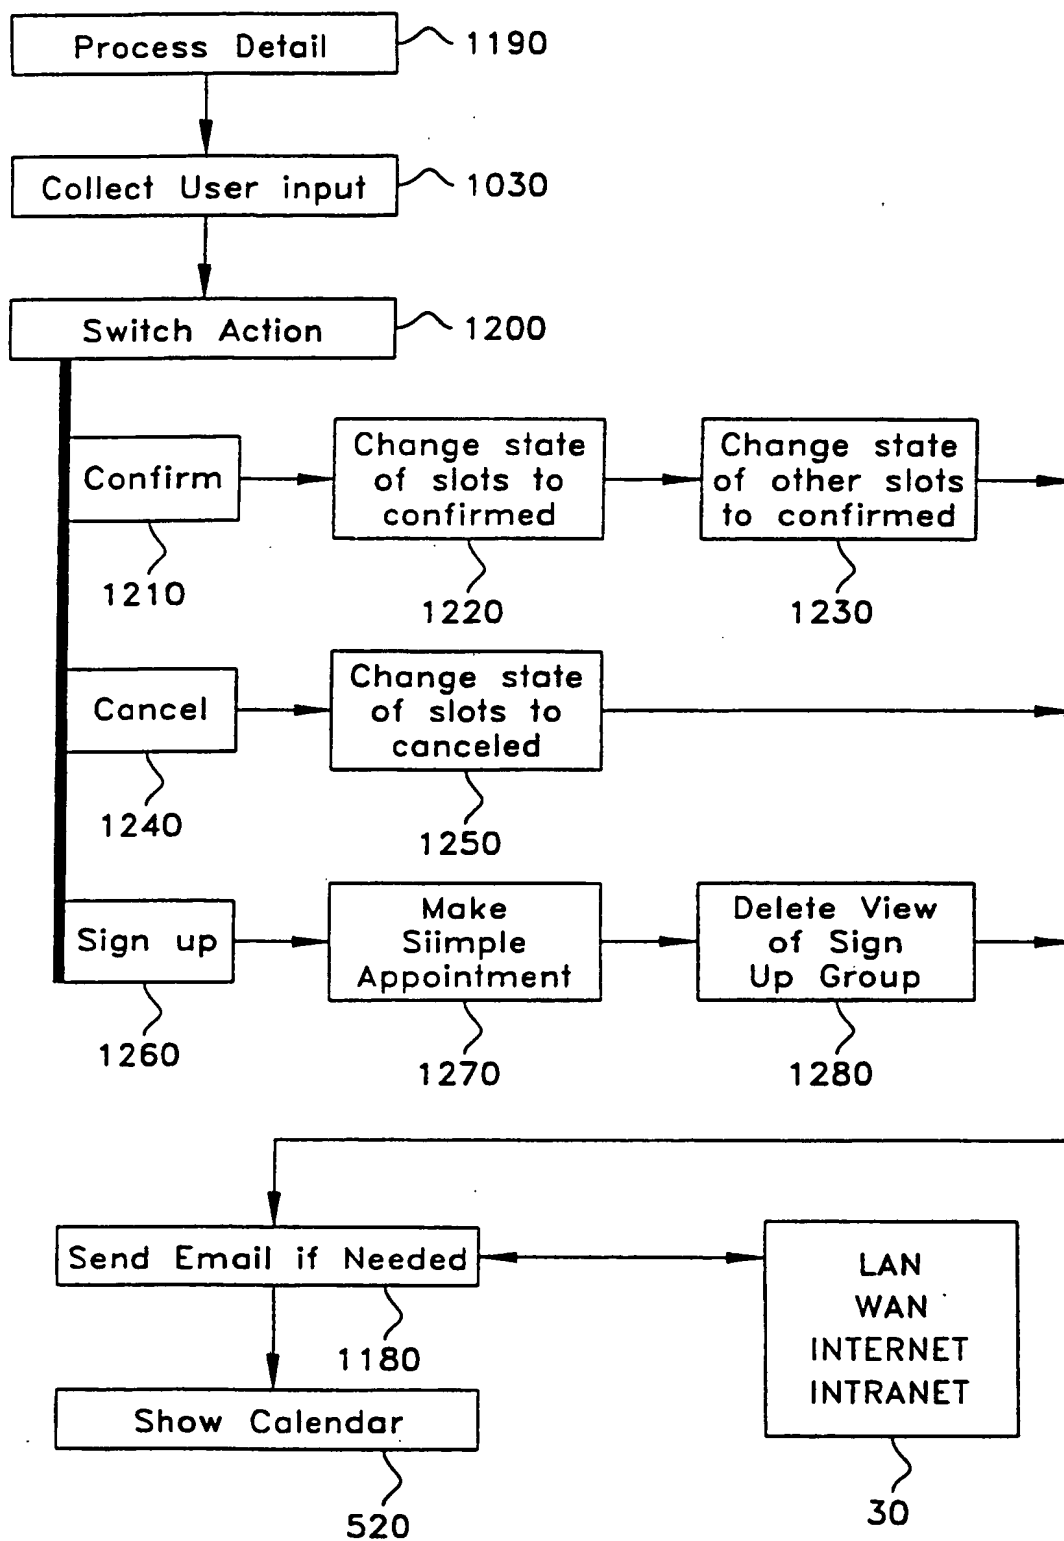 Process Detail
1190
Collect User input
1030
Switch Action
1200
Confirm
1210
Change state
of slots to
confirmed
1220
Change state
of other slots
to confirmed
1230
Cancel
1240
Change state
of slots to
canceled
1250
Sign up
1260
Make
Siimple
Appointment
1270
Delete View
of Sign
Up Group
1280
Send Email if Needed
1180
LAN
WAN
INTERNET
INTRANET
30
Show Calendar
520